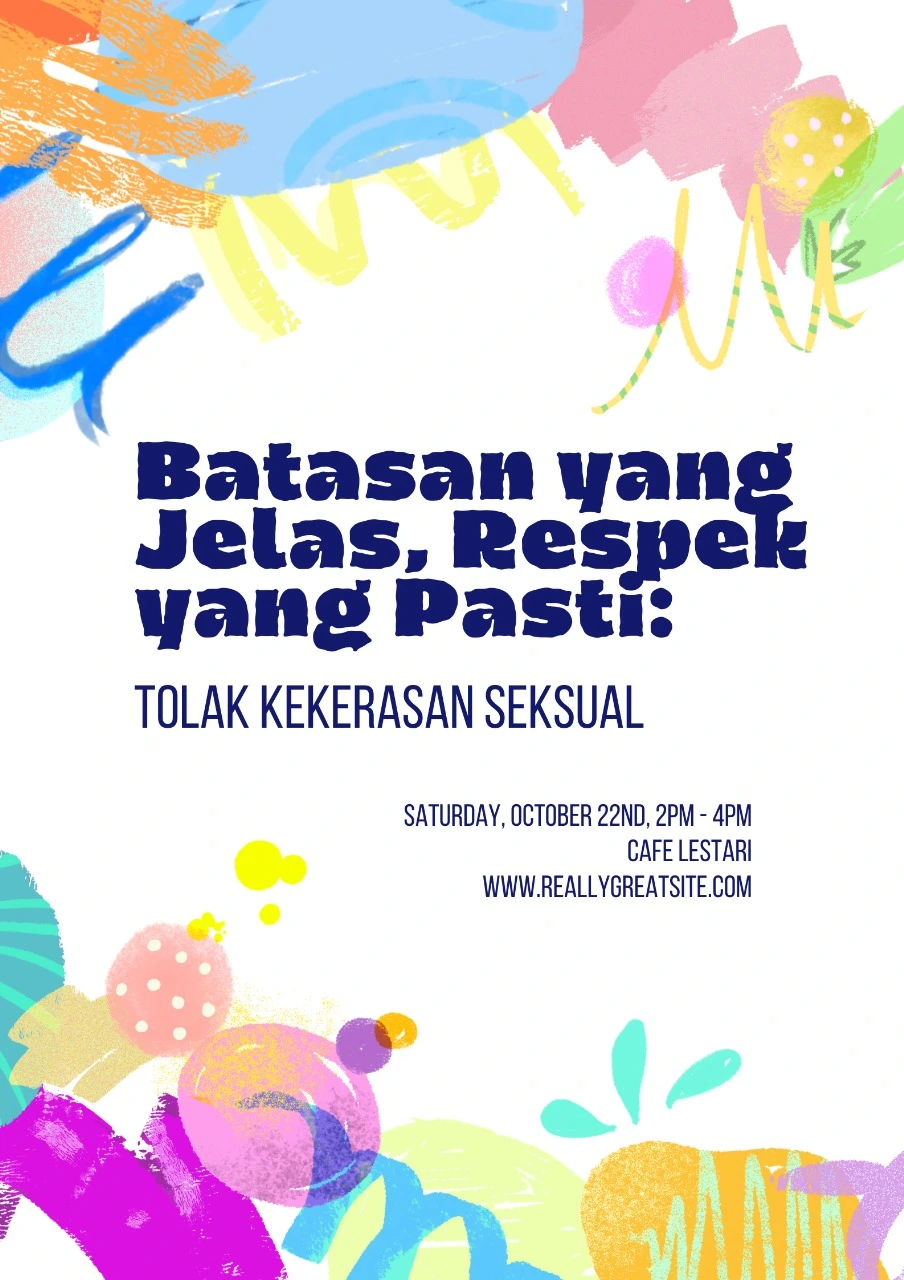 Batasan yang
Jelas, Respek
yang Pasti:
TOLAK KEKERASAN SEKSUAL
SATURDAY, OCTOBER 22ND, 2PM - 4PM
CAFE LESTARI
WWW.REALLYGREATSITE.COM